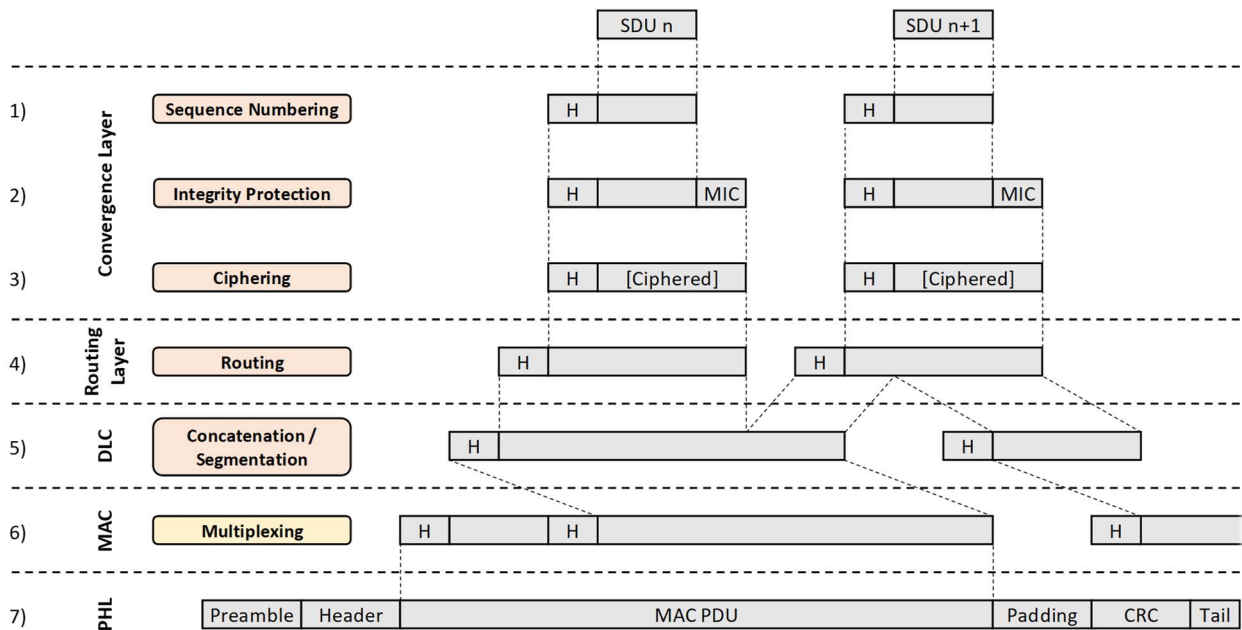 SDU n SDU n+1
1) Sequence Numbering H H
Convergence Layer
2) Integrity Protection H MIC H MIC
3) Ciphering H [Ciphered] H [Ciphered]
Routing
Layer
4) Routing H H
5) DLC Concatenation /
Segmentation H H
6) MAC Multiplexing H H H
7) PHL Preamble Header MAC PDU Padding CRC Tail